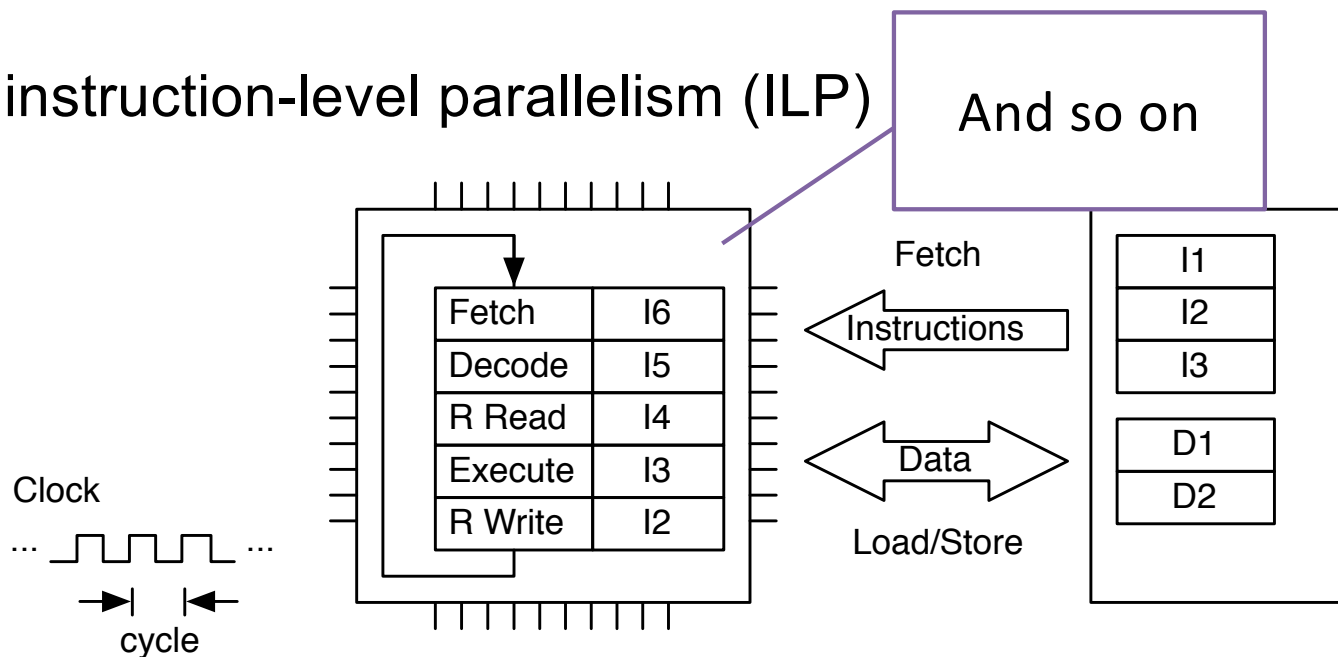 instruction-level parallelism (ILP)
And so on
Fetch
Instructions
Data
Load/Store
Fetch I6
Decode I5
R Read I4
Execute I3
R Write I2
I1
I2
I3
D1
D2
Clock
... ...
cycle